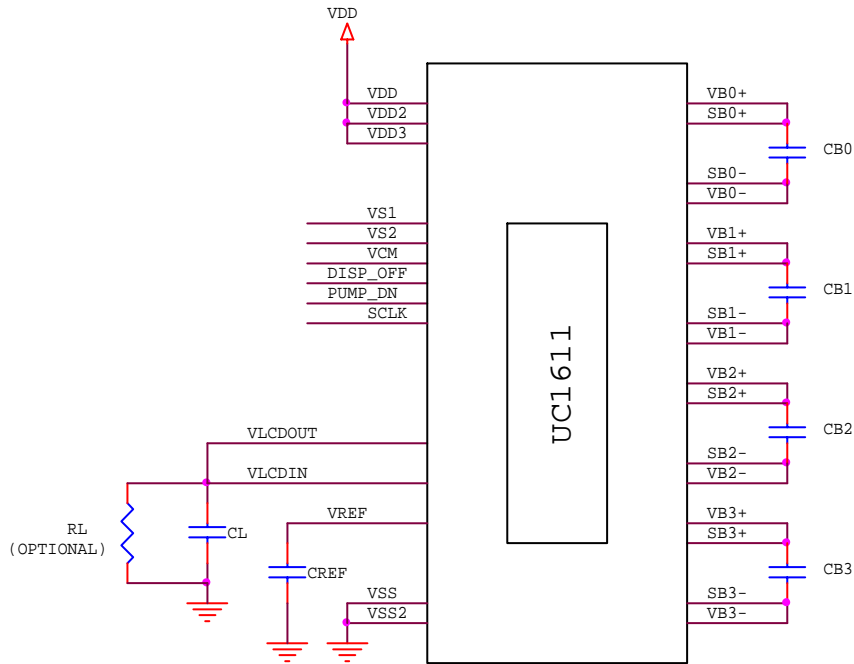 VDD
VDD
VDD2
VDD3
VS1
VS2
VCM
DISP_OFF
PUMP_DN
SCLK
VLCDOUT
VLCDIN
VREF
RL
(OPTIONAL)
CL
CREF
VSS
VSS2
UC1611
VB0+
SB0+
CB0
SB0-
VB0-
VB1+
SB1+
CB1
SB1-
VB1-
VB2+
SB2+
CB2
SB2-
VB2-
VB3+
SB3+
CB3
SB3-
VB3-